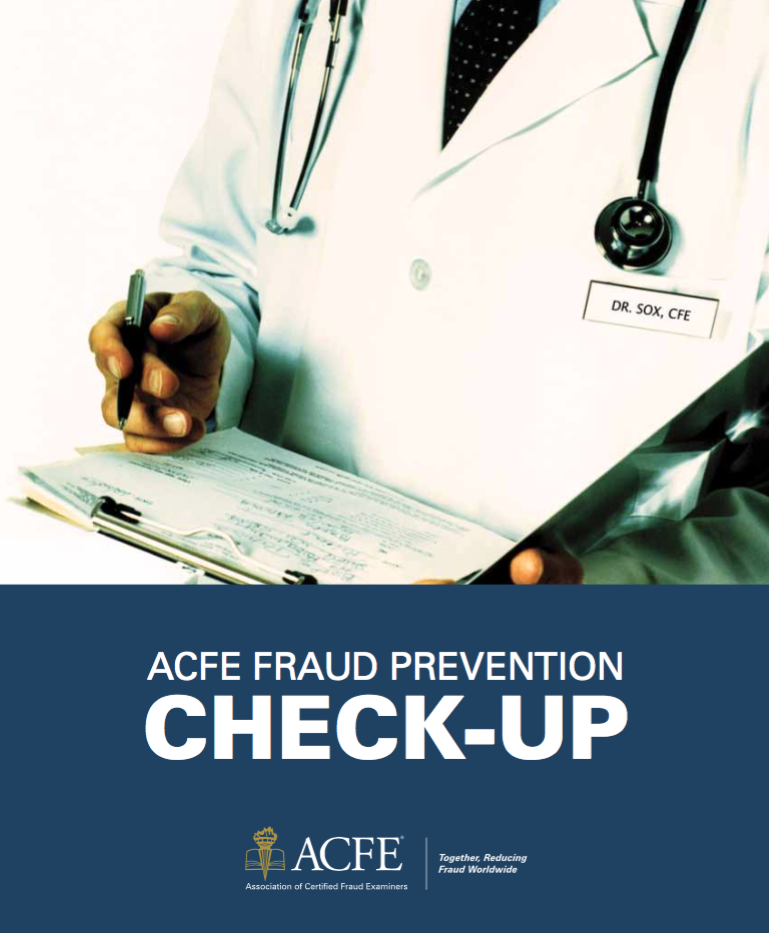 DR. SOX, CFE
ACFE FRAUD PREVENTION
CHECK-UP
ACFE®
Association of Certified Fraud Examiners
Together, Reducing
Fraud Worldwide